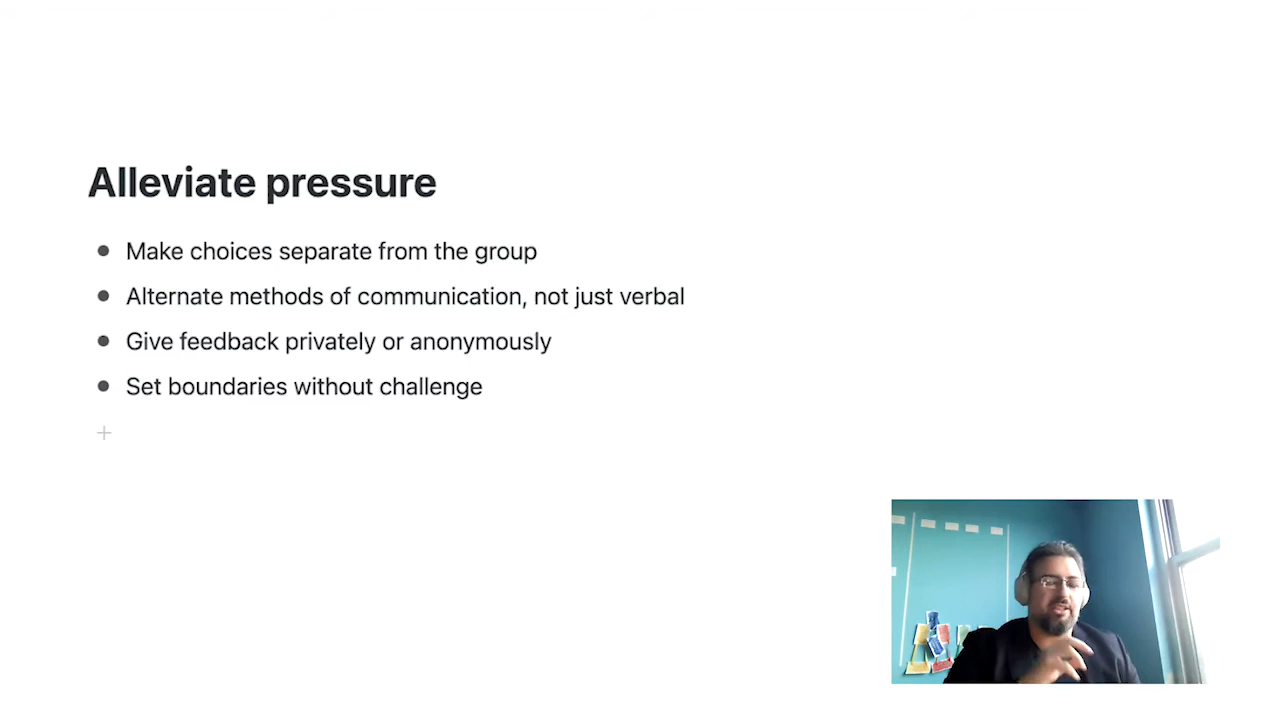 Alleviate pressure
Make choices separate from the group
Alternate methods of communication, not just verbal
Give feedback privately or anonymously
Set boundaries without challenge